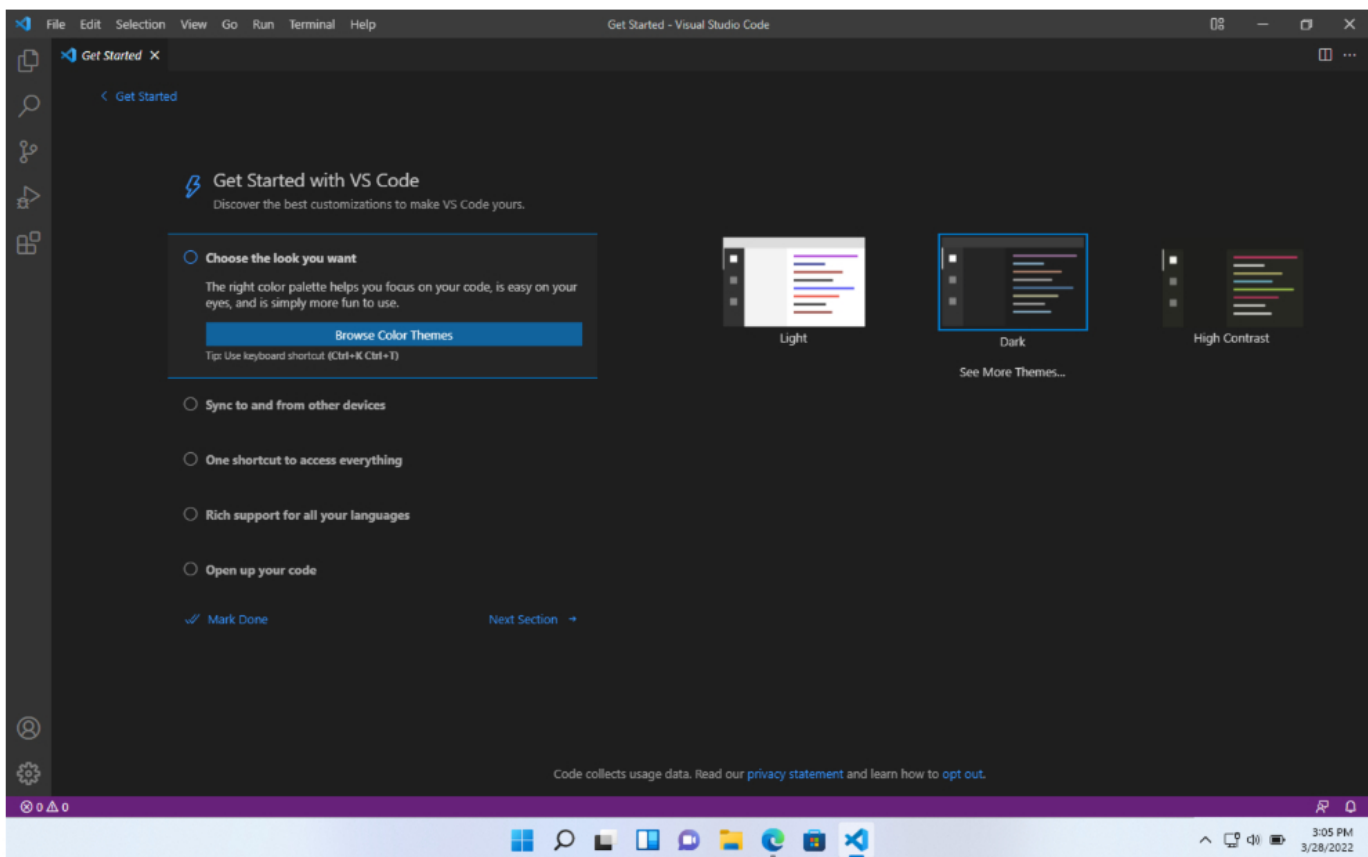 File Edit Selection View Go Run Terminal Help
Get Started - Visual Studio Code
Get Started
Get Started
Get Started with VS Code
Discover the best customizations to make VS Code yours.
Choose the look you want
The right color palette helps you focus on your code, is easy on your
eyes, and is simply more fun to use.
Browse Color Themes
Tip: Use keyboard shortcut (Ctrl+K Ctrl+T)
Sync to and from other devices
One shortcut to access everything
Rich support for all your languages
Open up your code
Mark Done
Next Section
Light
Dark
High Contrast
See More Themes...
Code collects usage data. Read our privacy statement and learn how to opt out.
0 0
3:05 PM
3/28/2022